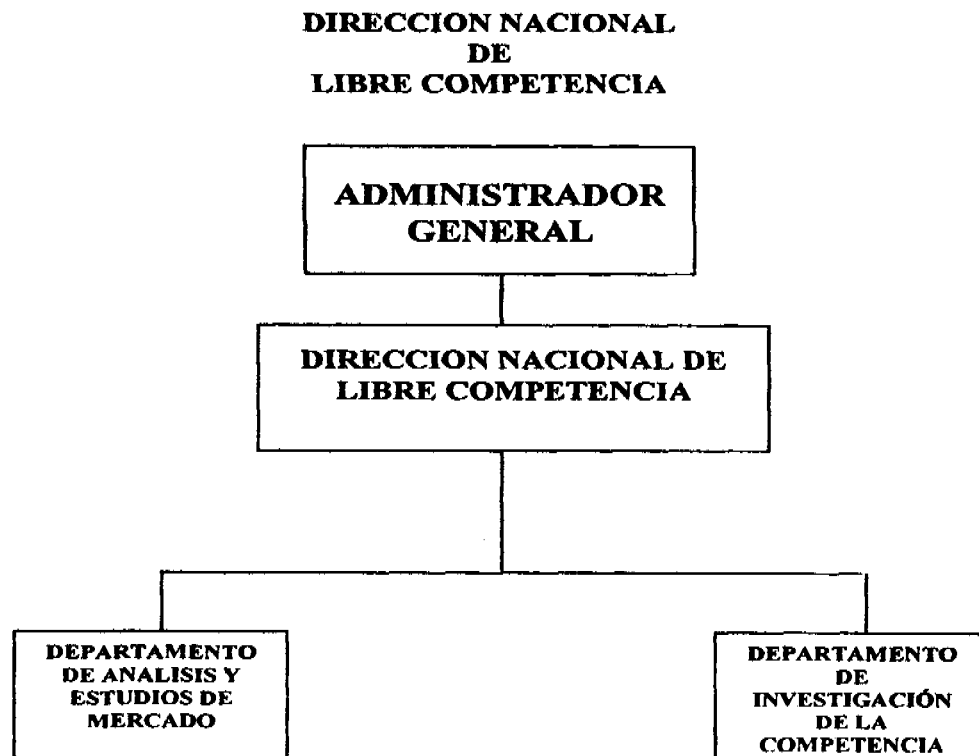 DIRECCION NACIONAL
DE
LIBRE COMPETENCIA
ADMINISTRADOR
GENERAL
DIRECCION NACIONAL DE
LIBRE COMPETENCIA
DEPARTAMENTO
DE ANALISIS Y
ESTUDIOS DE
MERCADO
DEPARTAMENTO
DE
INVESTIGACIÓN
DE LA
COMPETENCIA